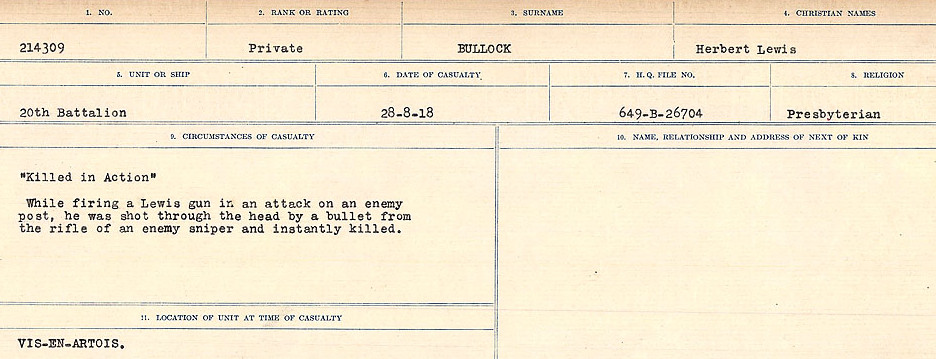 1. NO.
2. RANK OR RATING
3. SURNAME
4. CHRISTIAN NAMES
214309
Private
BULLOCK
Herbert Lewis
5. UNIT OR SHIP
6. DATE OF CASUALTY
7. H.Q. FILE NO.
8. RELIGION
20th Battalion
28-8-18
649-B-26704
Presbyterian
9. CIRCUMSTANCES OF CASUALTY
10. NAME, RELATIONSHIP AND ADDRESS OF NEXT OF KIN
"Killed in Action"
While firing a Lewis gun in an attack on an enemy
post, he was shot through the head by a bullet from
the rifle of an enemy sniper and instantly killed.
11. LOCATION OF UNIT AT TIME OF CASUALTY
VIS-EN-ARTOIS.